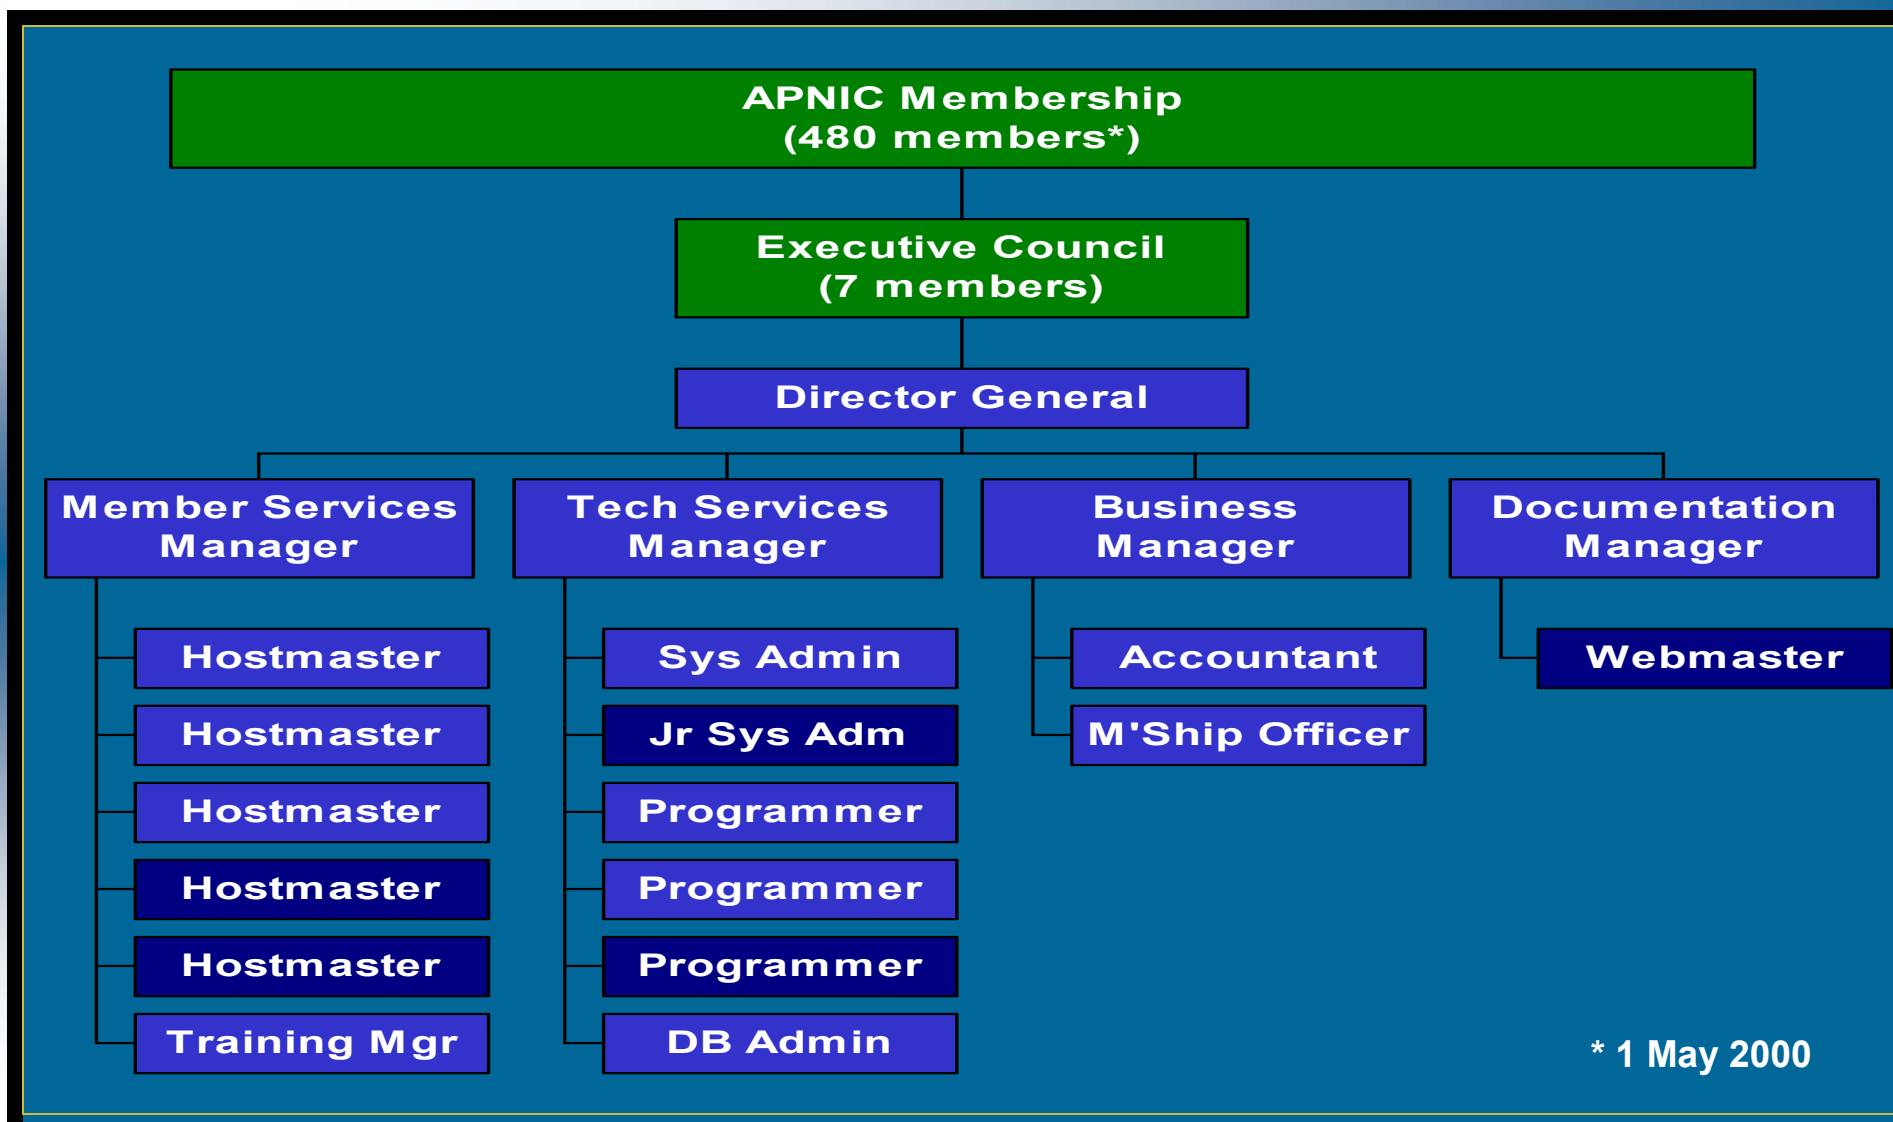 APNIC Membership
(480 members*)
Executive Council
(7 members)
Director General
Member Services
Manager
Tech Services
Manager
Business
Manager
Documentation
Manager
Hostmaster
Hostmaster
Hostmaster
Hostmaster
Hostmaster
Training Mgr
Sys Admin
Jr Sys Adm
Programmer
Programmer
Programmer
DB Admin
Accountant
M'Ship Officer
Webmaster
* 1 May 2000